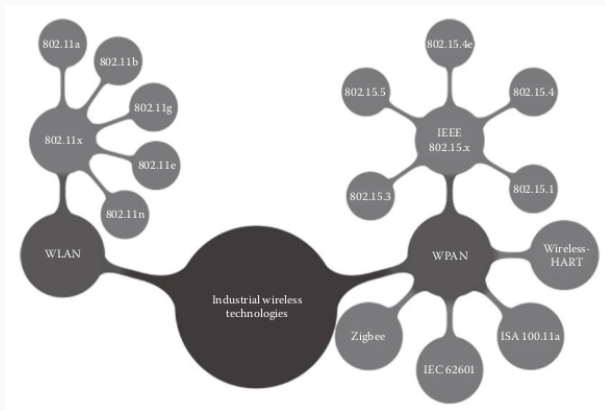 802.11a
802.11b
802.11g
802.11x
802.11e
802.11n
WLAN
Industrial wireless
technologies
802.15.4e
802.15.5
802.15.4
IEEE
802.15.x
802.15.3
802.15.1
WPAN
Wireless-
HART
Zigbee
IEC 62601
ISA 100.11a